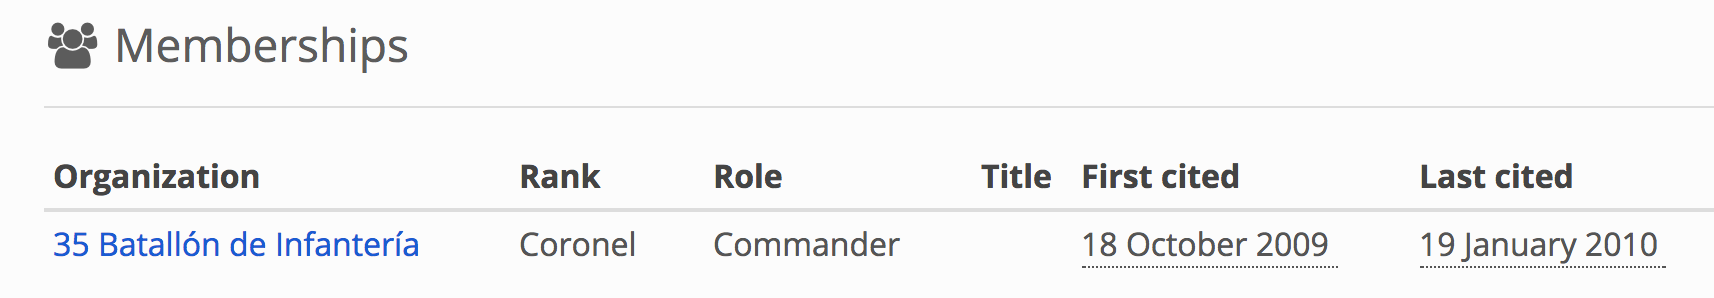 Memberships
Organization Rank Role Title First cited Last cited
35 Batallón de Infantería Coronel Commander 18 October 2009 19 January 2010